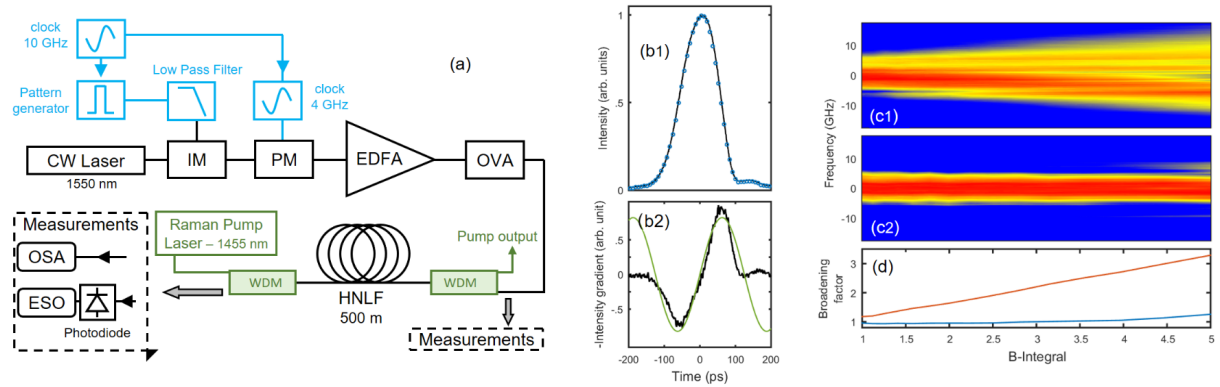 clock
10 GHz
Pattern
generator
Low Pass Filter
clock
4 GHz
(a)
CW Laser
1550 nm
IM
PM
EDFA
OVA
Measurements
OSA
ESO
Photodiode
Raman Pump
Laser – 1455 nm
WDM
HNLF
500 m
WDM
Pump output
Measurements
(b1)
Intensity (arb. units)
1
.5
0
(b2)
-Intensity gradient (arb. unit)
.5
0
-.5
-200
-100
0
100
200
Time (ps)
Frequency (GHz)
10
0
-10
(c1)
10
0
-10
(c2)
(d)
Broadening
factor
3
2
1
1
1.5
2
2.5
3
3.5
4
4.5
5
B-Integral